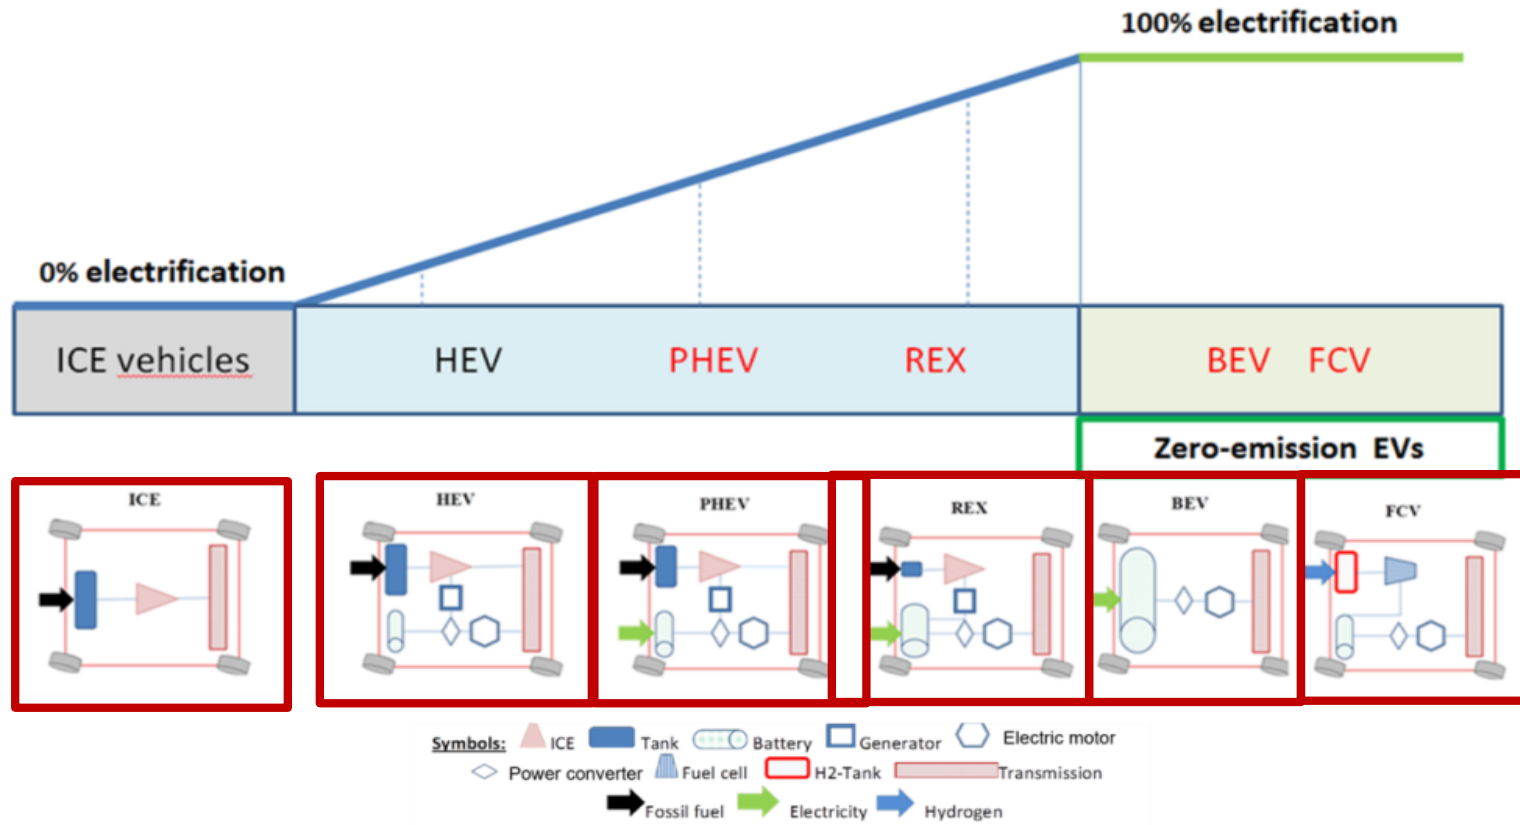 100% electrification
0% electrification
ICE vehicles HEV PHEV REX BEV FCV
Zero-emission EVs
ICE HEV PHEV REX BEV FCV
Symbols: ICE Tank Battery Generator Electric motor
Power converter Fuel cell H2-Tank Transmission
Fossil fuel Electricity Hydrogen